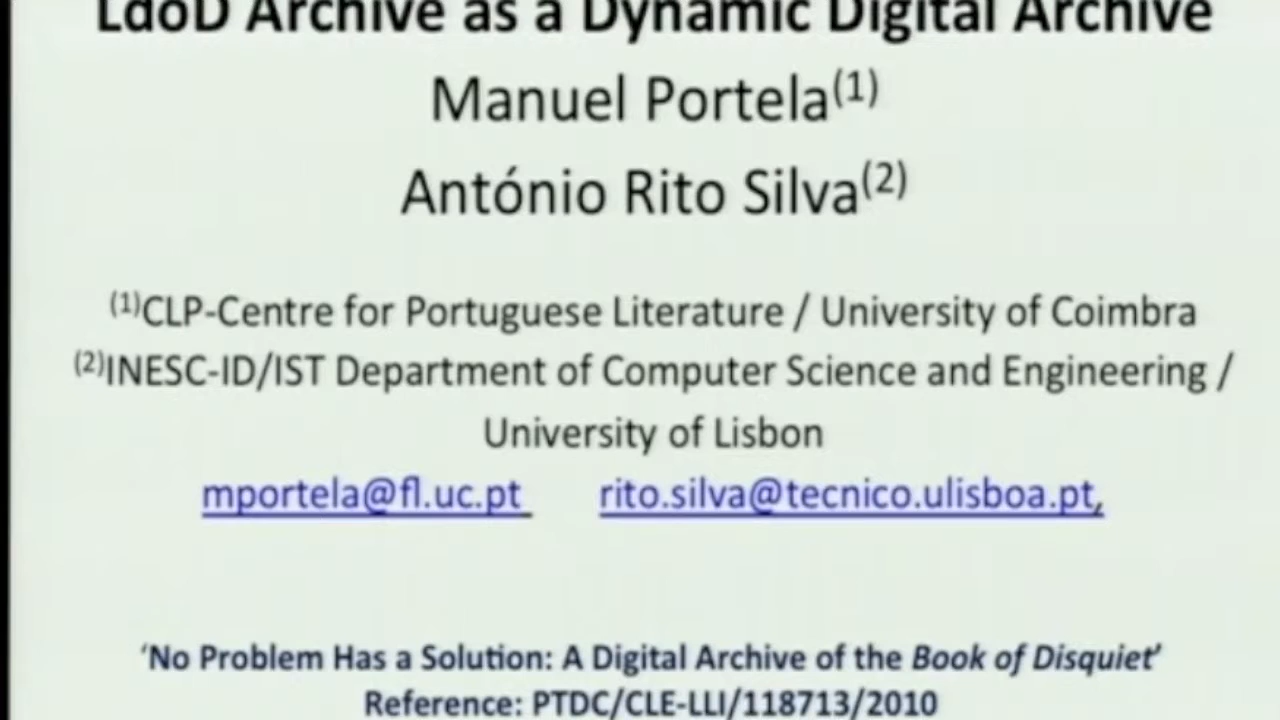 LdoD Archive as a Dynamic Digital Archive
Manuel Portela(1)
António Rito Silva(2)
(1)CLP-Centre for Portuguese Literature / University of Coimbra
(2)INESC-ID/IST Department of Computer Science and Engineering /
University of Lisbon
mportela@fl.uc.pt rito.silva@tecnico.ulisboa.pt,
‘No Problem Has a Solution: A Digital Archive of the Book of Disquiet’
Reference: PTDC/CLE-LLI/118713/2010